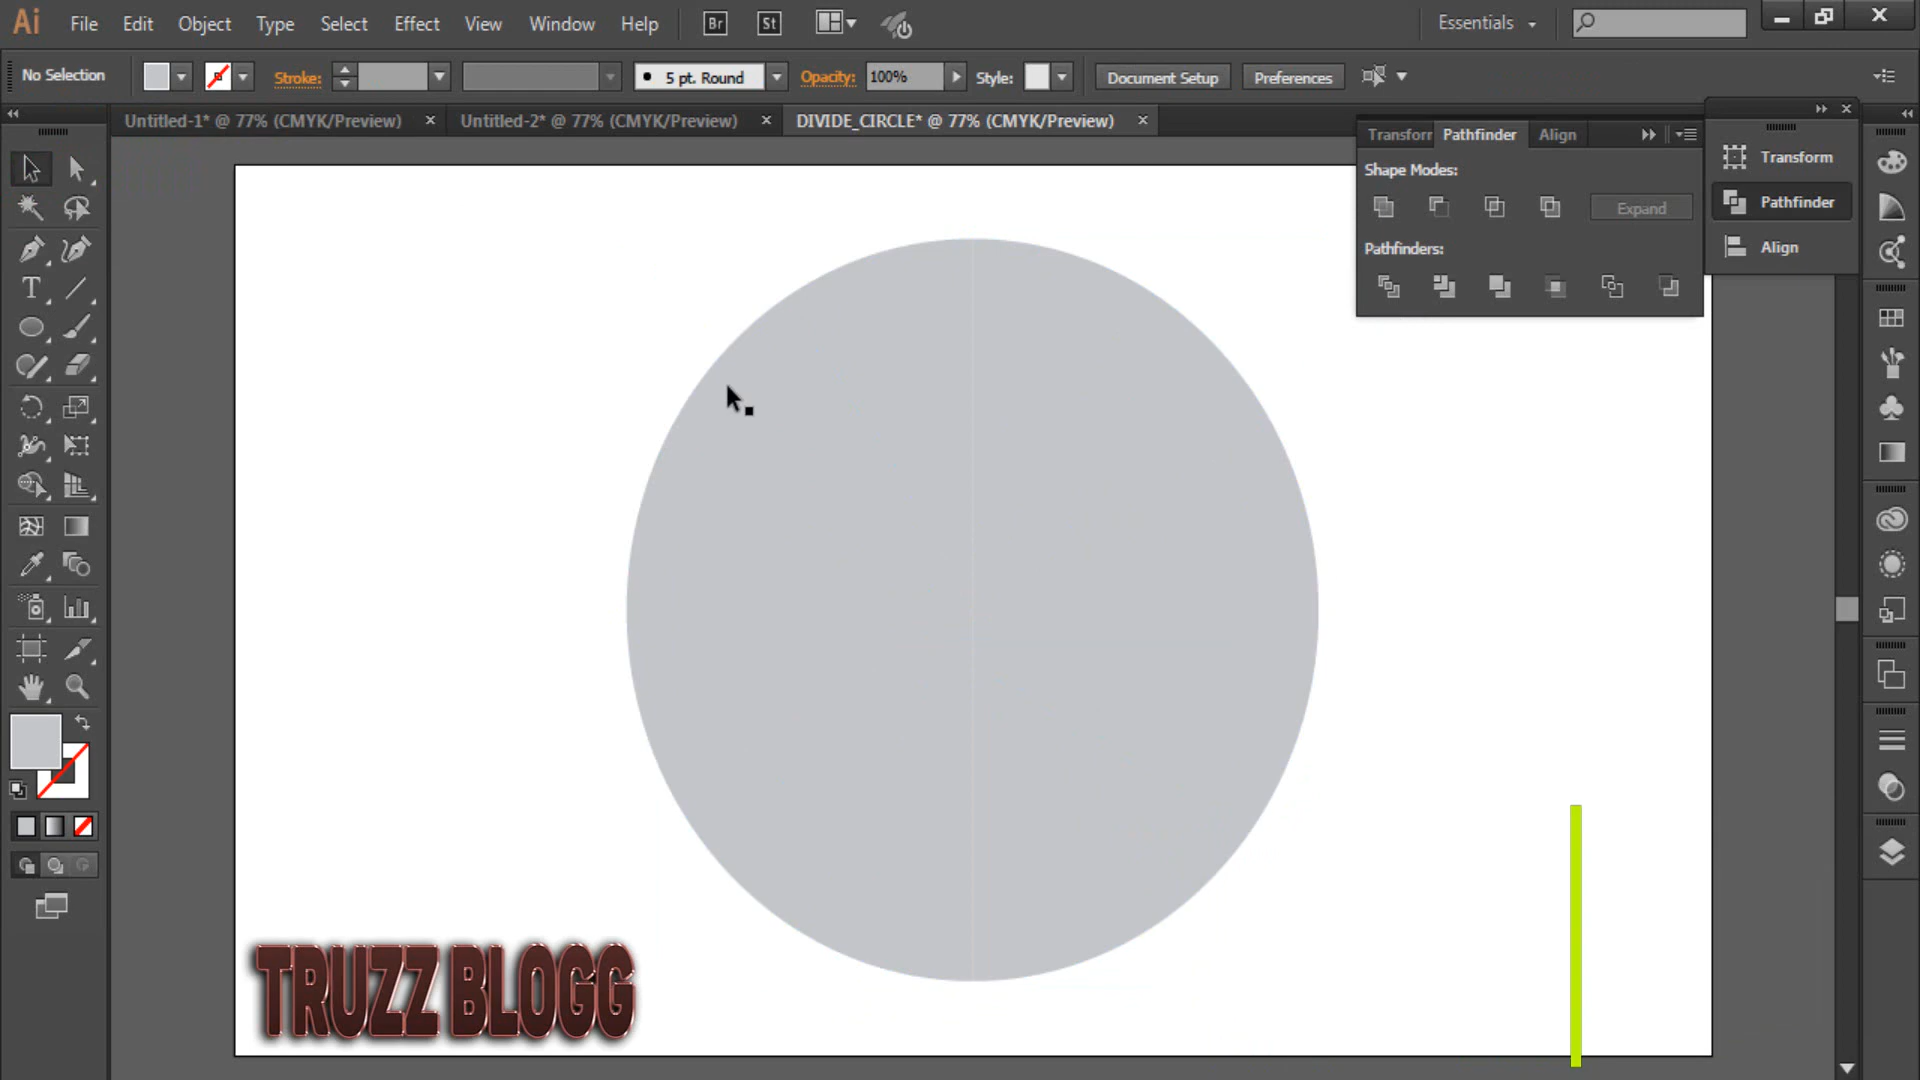 Ai File Edit Object Type Select Effect View Window Help Br St Essentials
No Selection Stroke: 5 pt. Round Opacity: 100% Style: Document Setup Preferences
Untitled-1* @ 77% (CMYK/Preview) Untitled-2* @ 77% (CMYK/Preview) DIVIDE_CIRCLE* @ 77% (CMYK/Preview)
Transform Pathfinder Align
Shape Modes:
Expand
Pathfinders:
Transform
Pathfinder
Align
TRUZZ BLOGG